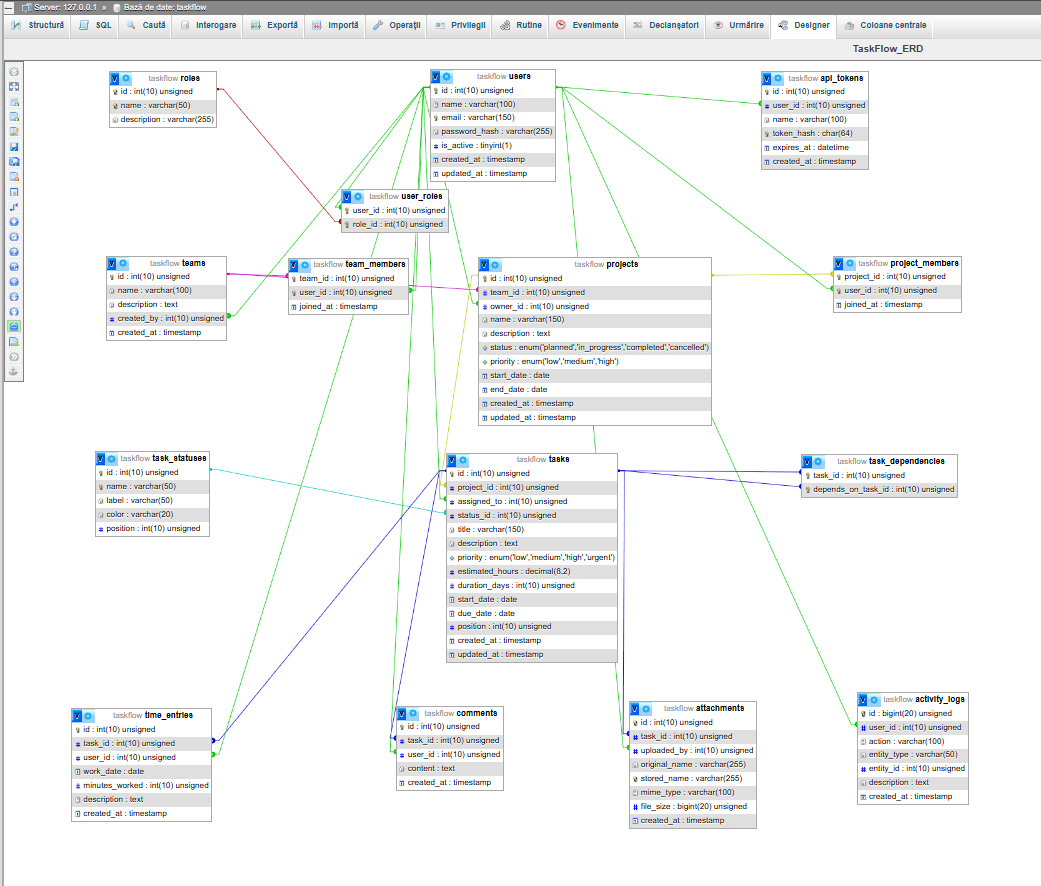 Server: 127.0.0.1 » Bază de date: taskflow
Structură SQL Caută Interogare Exportă Importă Operații Privilegii Rutine Evenimente Declanșatori Urmărire Designer Coloane centrale
TaskFlow_ERD
taskflow roles
id : int(10) unsigned
name : varchar(50)
description : varchar(255)
taskflow users
id : int(10) unsigned
name : varchar(100)
email : varchar(150)
password_hash : varchar(255)
is_active : tinyint(1)
created_at : timestamp
updated_at : timestamp
taskflow api_tokens
id : int(10) unsigned
user_id : int(10) unsigned
name : varchar(100)
token_hash : char(64)
expires_at : datetime
created_at : timestamp
taskflow user_roles
user_id : int(10) unsigned
role_id : int(10) unsigned
taskflow teams
id : int(10) unsigned
name : varchar(100)
description : text
created_by : int(10) unsigned
created_at : timestamp
taskflow team_members
team_id : int(10) unsigned
user_id : int(10) unsigned
joined_at : timestamp
taskflow projects
id : int(10) unsigned
team_id : int(10) unsigned
owner_id : int(10) unsigned
name : varchar(150)
description : text
status : enum('planned','in_progress','completed','cancelled')
priority : enum('low','medium','high')
start_date : date
end_date : date
created_at : timestamp
updated_at : timestamp
taskflow project_members
project_id : int(10) unsigned
user_id : int(10) unsigned
joined_at : timestamp
taskflow task_statuses
id : int(10) unsigned
name : varchar(50)
label : varchar(50)
color : varchar(20)
position : int(10) unsigned
taskflow tasks
id : int(10) unsigned
project_id : int(10) unsigned
assigned_to : int(10) unsigned
status_id : int(10) unsigned
title : varchar(150)
description : text
priority : enum('low','medium','high','urgent')
estimated_hours : decimal(8,2)
duration_days : int(10) unsigned
start_date : date
due_date : date
position : int(10) unsigned
created_at : timestamp
updated_at : timestamp
taskflow task_dependencies
task_id : int(10) unsigned
depends_on_task_id : int(10) unsigned
taskflow time_entries
id : int(10) unsigned
task_id : int(10) unsigned
user_id : int(10) unsigned
work_date : date
minutes_worked : int(10) unsigned
description : text
created_at : timestamp
taskflow comments
id : int(10) unsigned
task_id : int(10) unsigned
user_id : int(10) unsigned
content : text
created_at : timestamp
taskflow attachments
id : int(10) unsigned
task_id : int(10) unsigned
uploaded_by : int(10) unsigned
original_name : varchar(255)
stored_name : varchar(255)
mime_type : varchar(100)
file_size : bigint(20) unsigned
created_at : timestamp
taskflow activity_logs
id : bigint(20) unsigned
user_id : int(10) unsigned
action : varchar(100)
entity_type : varchar(50)
entity_id : int(10) unsigned
description : text
created_at : timestamp